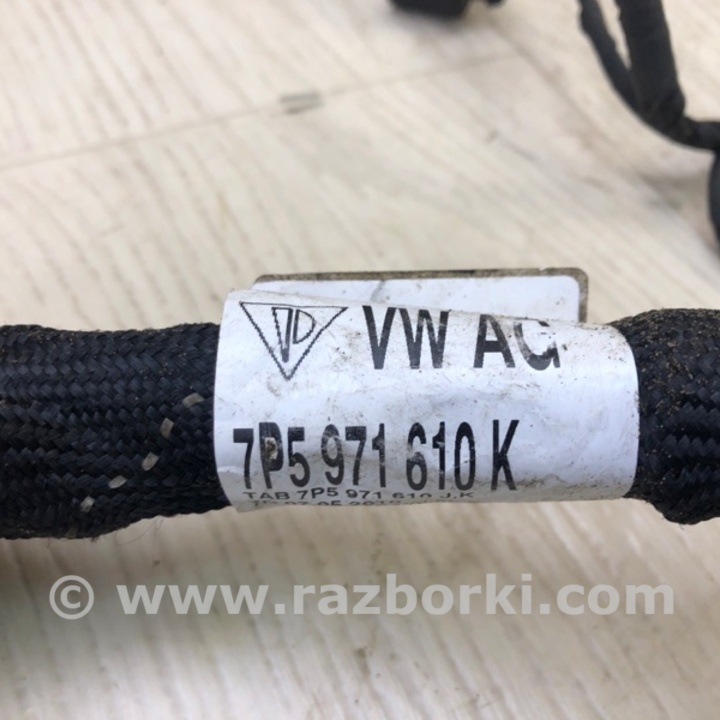 VW AG
7P5 971 610 K
TAB 7P5 971 610 J.K
© www.razborki.com